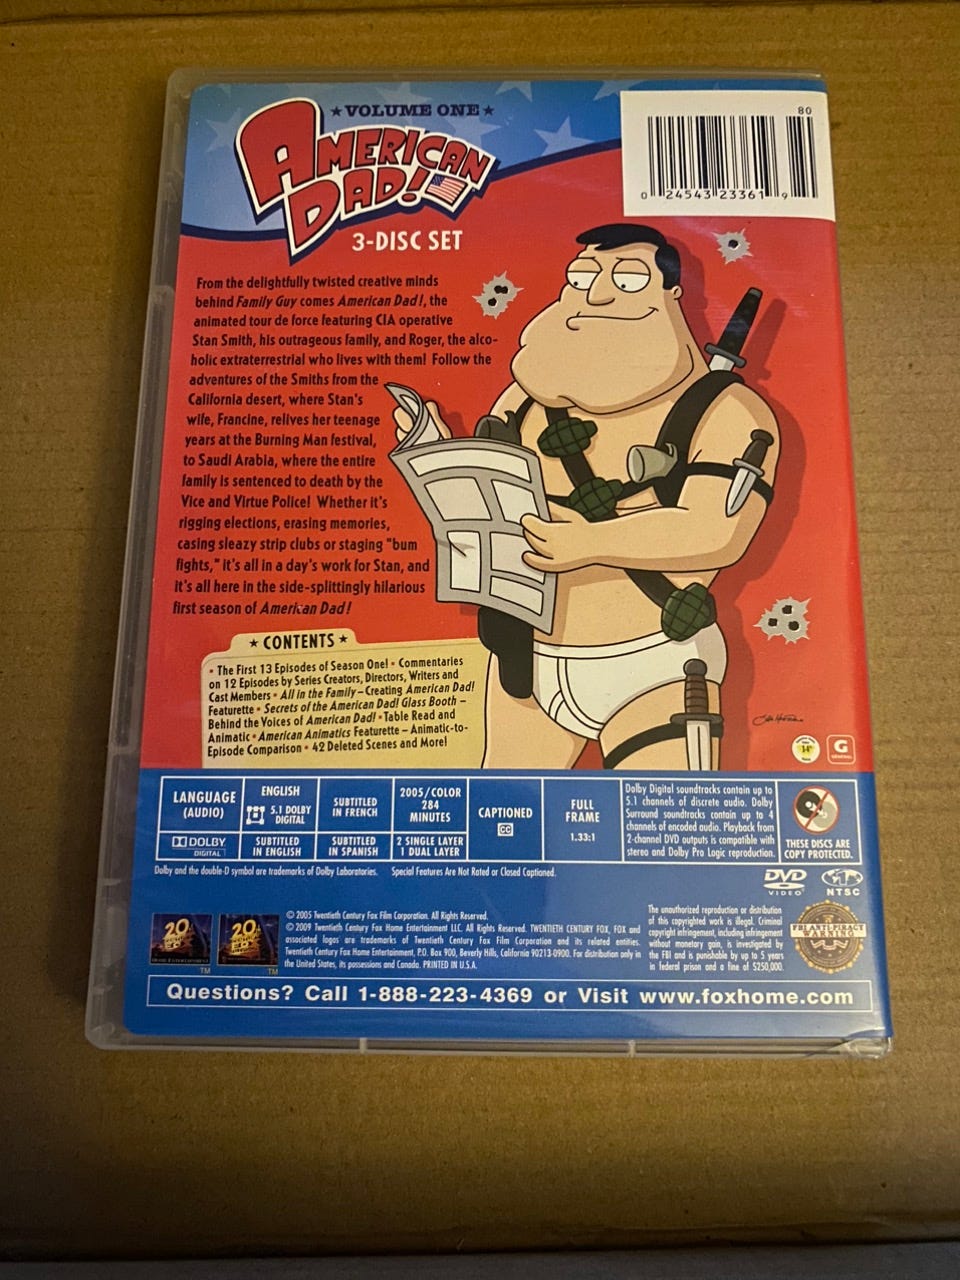 ★VOLUME ONE★
AMERICAN
DAD!
3-DISC SET
80
0 24543 23361 9
From the delightfully twisted creative minds
behind Family Guy comes American Dad!, the
animated tour de force featuring CIA operative
Stan Smith, his outrageous family, and Roger, the alco-
holic extraterrestrial who lives with them! Follow the
adventures of the Smiths from the
California desert, where Stan's
wife, Francine, relives her teenage
years at the Burning Man festival,
to Saudi Arabia, where the entire
family is sentenced to death by the
Vice and Virtue Police! Whether it's
rigging elections, erasing memories,
casing sleazy strip clubs or staging "bum
fights," it's all in a day's work for Stan, and
it's all here in the side-splittingly hilarious
first season of American Dad!
★ CONTENTS ★
• The First 13 Episodes of Season One! • Commentaries
on 12 Episodes by Series Creators, Directors, Writers and
Cast Members • All in the Family – Creating American Dad!
Featurette • Secrets of the American Dad! Glass Booth –
Behind the Voices of American Dad! • Table Read and
Animatic • American Animatics Featurette – Animatic-to-
Episode Comparison • 42 Deleted Scenes and More!
14+
G
GENERAL
LANGUAGE
(AUDIO)
ENGLISH
5.1 DOLBY
DIGITAL
SUBTITLED
IN FRENCH
2005/COLOR
284
MINUTES
CAPTIONED
CC
FULL
FRAME
1.33:1
DOLBY
DIGITAL
SUBTITLED
IN ENGLISH
SUBTITLED
IN SPANISH
2 SINGLE LAYER
1 DUAL LAYER
Dolby Digital soundtracks contain up to
5.1 channels of discrete audio. Dolby
Surround soundtracks contain up to 4
channels of encoded audio. Playback from
2-channel DVD outputs is compatible with
stereo and Dolby Pro Logic reproduction.
THESE DISCS ARE
COPY PROTECTED.
Dolby and the double-D symbol are trademarks of Dolby Laboratories. Special Features Are Not Rated or Closed Captioned.
DVD
VIDEO
NTSC
20
HOME ENTERTAINMENT
TM
20
TM
© 2005 Twentieth Century Fox Film Corporation. All Rights Reserved.
© 2009 Twentieth Century Fox Home Entertainment LLC. All Rights Reserved. TWENTIETH CENTURY FOX, FOX and
associated logos are trademarks of Twentieth Century Fox Film Corporation and its related entities.
Twentieth Century Fox Home Entertainment, P.O. Box 900, Beverly Hills, California 90213-0900. For distribution only in
the United States, its possessions and Canada. PRINTED IN U.S.A.
The unauthorized reproduction or distribution
of this copyrighted work is illegal. Criminal
copyright infringement, including infringement
without monetary gain, is investigated by
the FBI and is punishable by up to 5 years
in federal prison and a fine of $250,000.
FBI ANTI-PIRACY
WARNING
Questions? Call 1-888-223-4369 or Visit www.foxhome.com